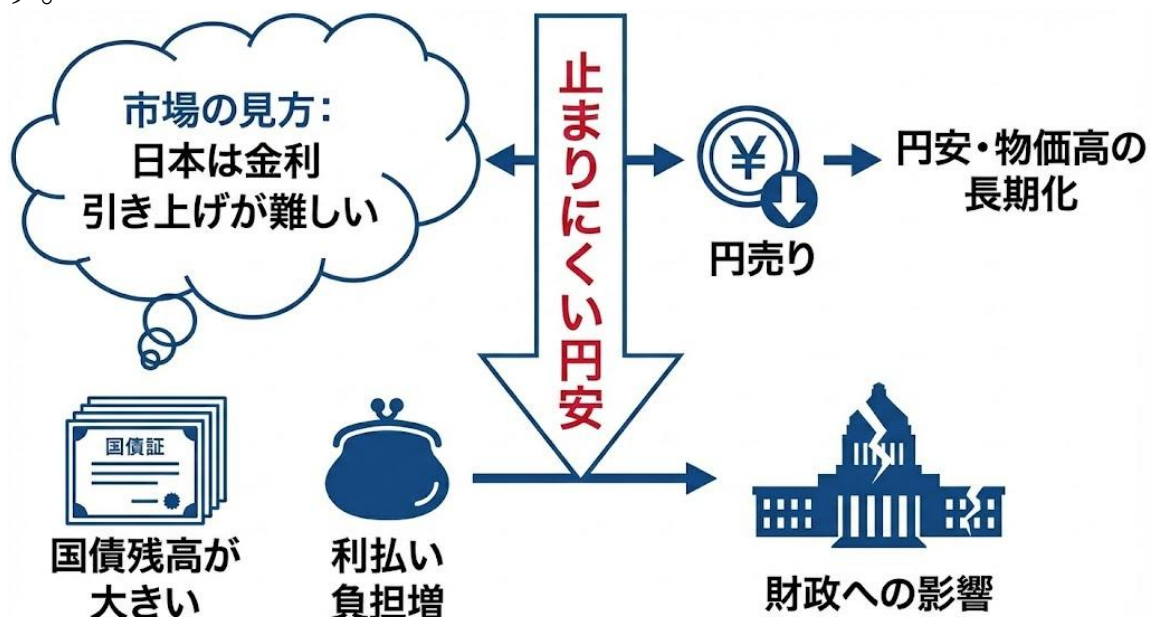 す。
市場の見方:
日本は金利
引き上げが難しい
止まりにくい円安
¥
円売り
円安・物価高の
長期化
国債証
国債残高が
大きい
利払い
負担増
財政への影響